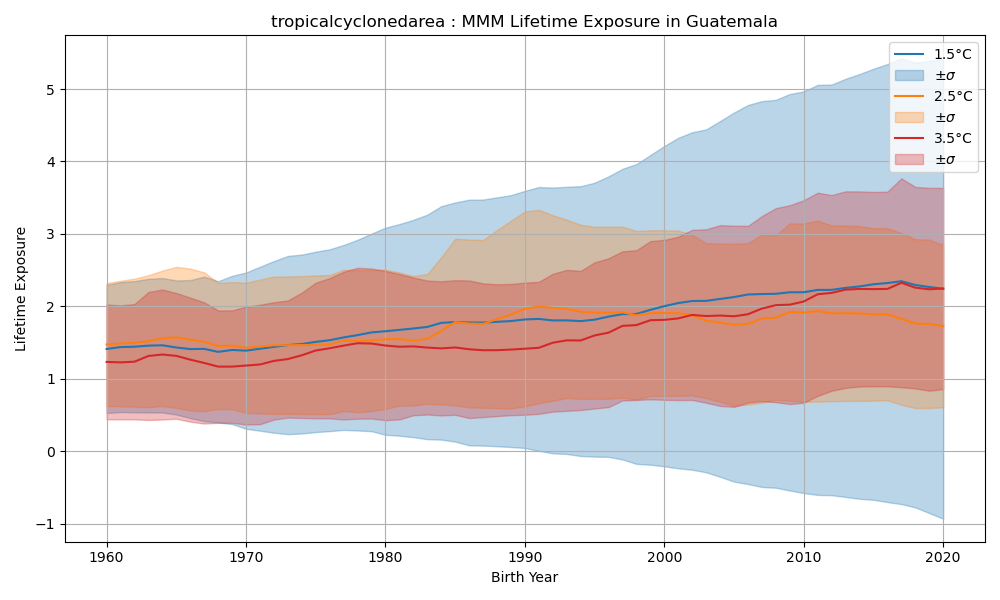 tropicalcyclonedarea : MMM Lifetime Exposure in Guatemala
1.5°C
±σ
2.5°C
±σ
3.5°C
±σ
Lifetime Exposure
5
4
3
2
1
0
−1
1960 1970 1980 1990 2000 2010 2020
Birth Year